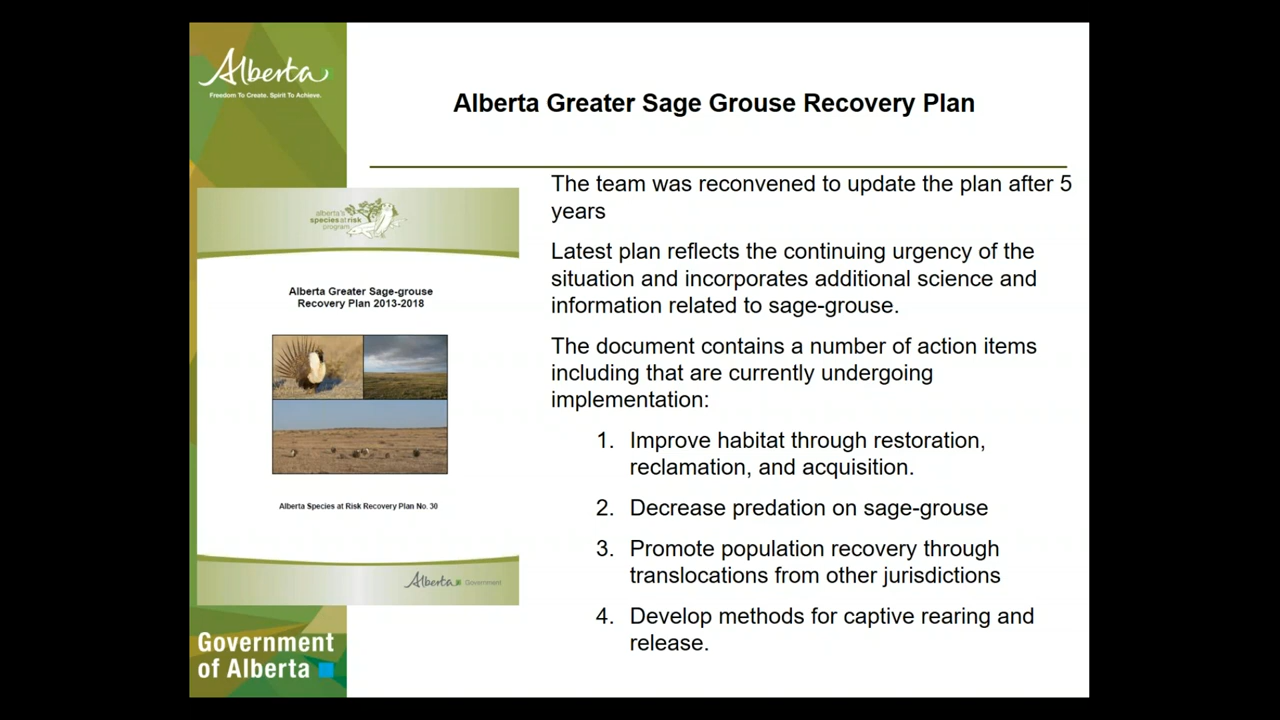 Alberta
Freedom To Create. Spirit To Achieve.
Alberta Greater Sage Grouse Recovery Plan
alberta's
species at risk
program
Alberta Greater Sage-grouse
Recovery Plan 2013-2018
Alberta Species at Risk Recovery Plan No. 30
Alberta Government
Government
of Alberta
The team was reconvened to update the plan after 5
years
Latest plan reflects the continuing urgency of the
situation and incorporates additional science and
information related to sage-grouse.
The document contains a number of action items
including that are currently undergoing
implementation:
1. Improve habitat through restoration,
reclamation, and acquisition.
2. Decrease predation on sage-grouse
3. Promote population recovery through
translocations from other jurisdictions
4. Develop methods for captive rearing and
release.